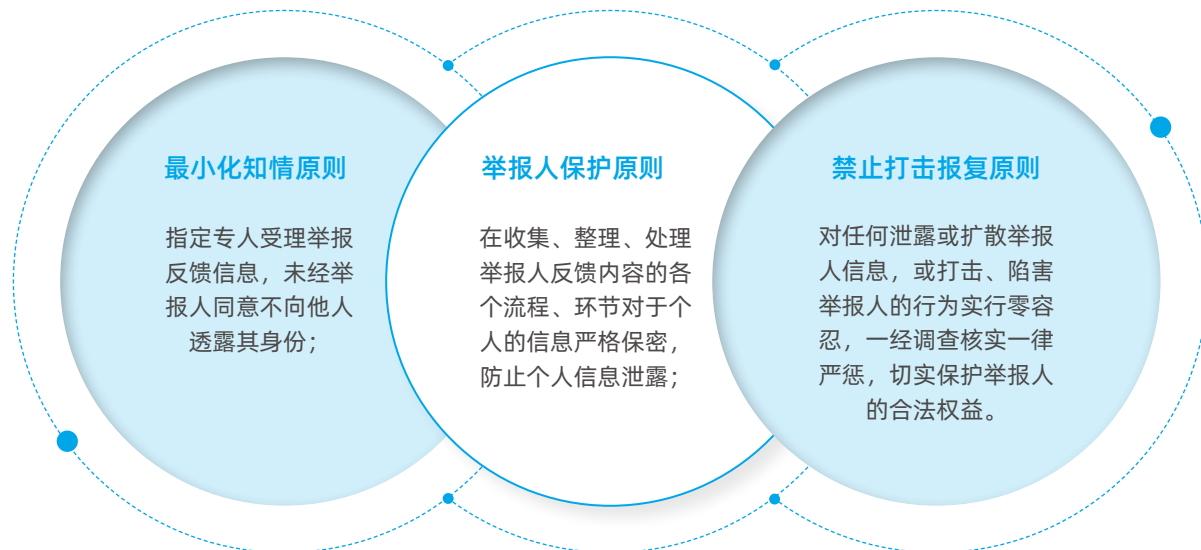 最小化知情原则
指定专人受理举报
反馈信息，未经举
报人同意不向他人
透露其身份；
举报人保护原则
在收集、整理、处理
举报人反馈内容的各
个流程、环节对于个
人的信息严格保密，
防止个人信息泄露；
禁止打击报复原则
对任何泄露或扩散举报
人信息，或打击、陷害
举报人的行为实行零容
忍，一经调查核实一律
严惩，切实保护举报人
的合法权益。